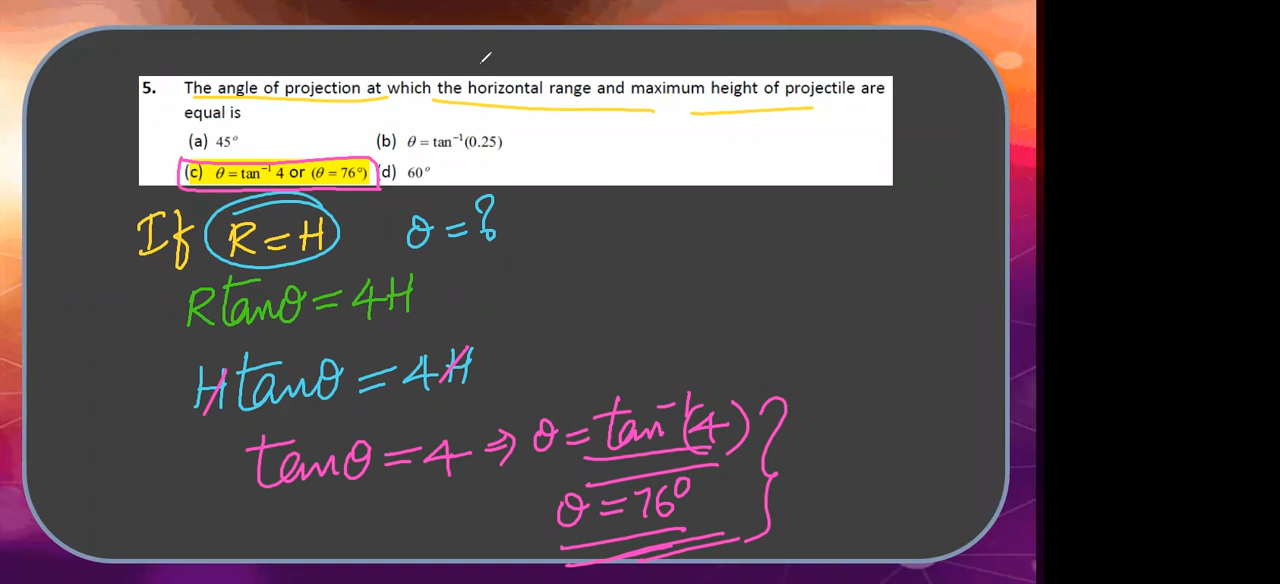 5. The angle of projection at which the horizontal range and maximum height of projectile are
equal is
(a) 45° (b) θ = tan⁻¹(0.25)
(c) θ = tan⁻¹ 4 or (θ = 76°) (d) 60°
If R = H θ = ?
Rtanθ = 4H
Htanθ = 4H
tanθ = 4 ⇒ θ = tan⁻¹(4)
θ = 76°